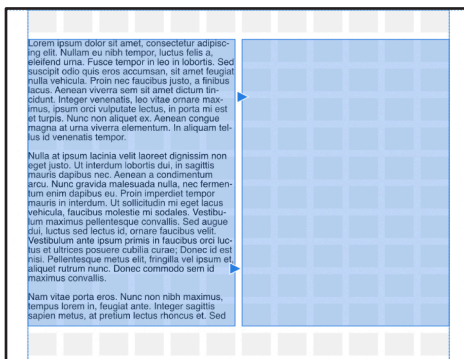 Lorem ipsum dolor sit amet, consectetur adipisc-
ing elit. Nullam eu nibh tempor, luctus felis a,
eleifend urna. Fusce tempor in leo in lobortis. Sed
suscipit odio quis eros accumsan, sit amet feugiat
nulla vehicula. Proin nec faucibus justo, a finibus
lacus. Aenean viverra sem sit amet dictum tin-
cidunt. Integer venenatis, leo vitae ornare max-
imus, ipsum orci vulputate lectus, in porta mi est
et turpis. Nunc non aliquet ex. Aenean congue
magna at urna viverra elementum. In aliquam tel-
lus id venenatis tempor.
Nulla at ipsum lacinia velit laoreet dignissim non
eget justo. Ut interdum lobortis dui, in sagittis
mauris dapibus nec. Aenean a condimentum
arcu. Nunc gravida malesuada nulla, nec fermen-
tum enim dapibus eu. Proin imperdiet tempor
mauris in interdum. Ut sollicitudin mi eget lacus
vehicula, faucibus molestie mi sodales. Vestibu-
lum maximus pellentesque convallis. Sed augue
dui, luctus sed lectus id, ornare faucibus velit.
Vestibulum ante ipsum primis in faucibus orci luc-
tus et ultrices posuere cubilia curae; Donec id est
nisi. Pellentesque metus elit, fringilla vel ipsum et,
aliquet rutrum nunc. Donec commodo sem id
maximus convallis.
Nam vitae porta eros. Nunc non nibh maximus,
tempus lorem in, feugiat ante. Integer sagittis
sapien metus, at pretium lectus rhoncus et. Sed